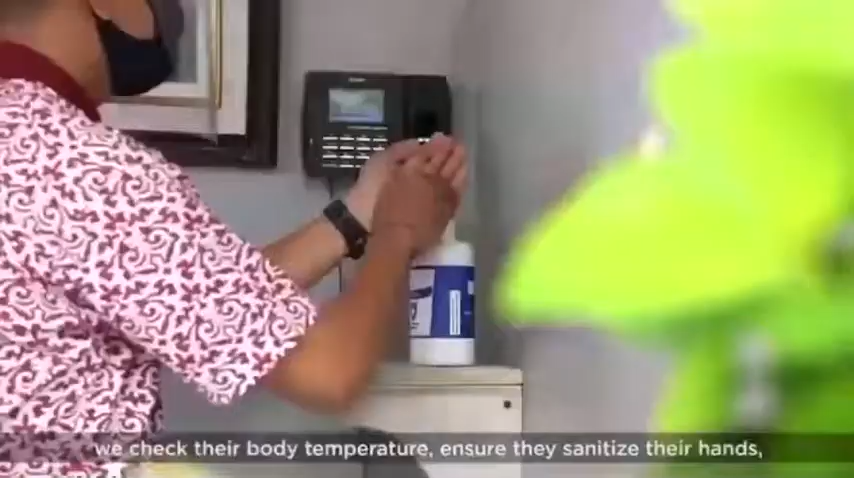 we check their body temperature, ensure they sanitize their hands,